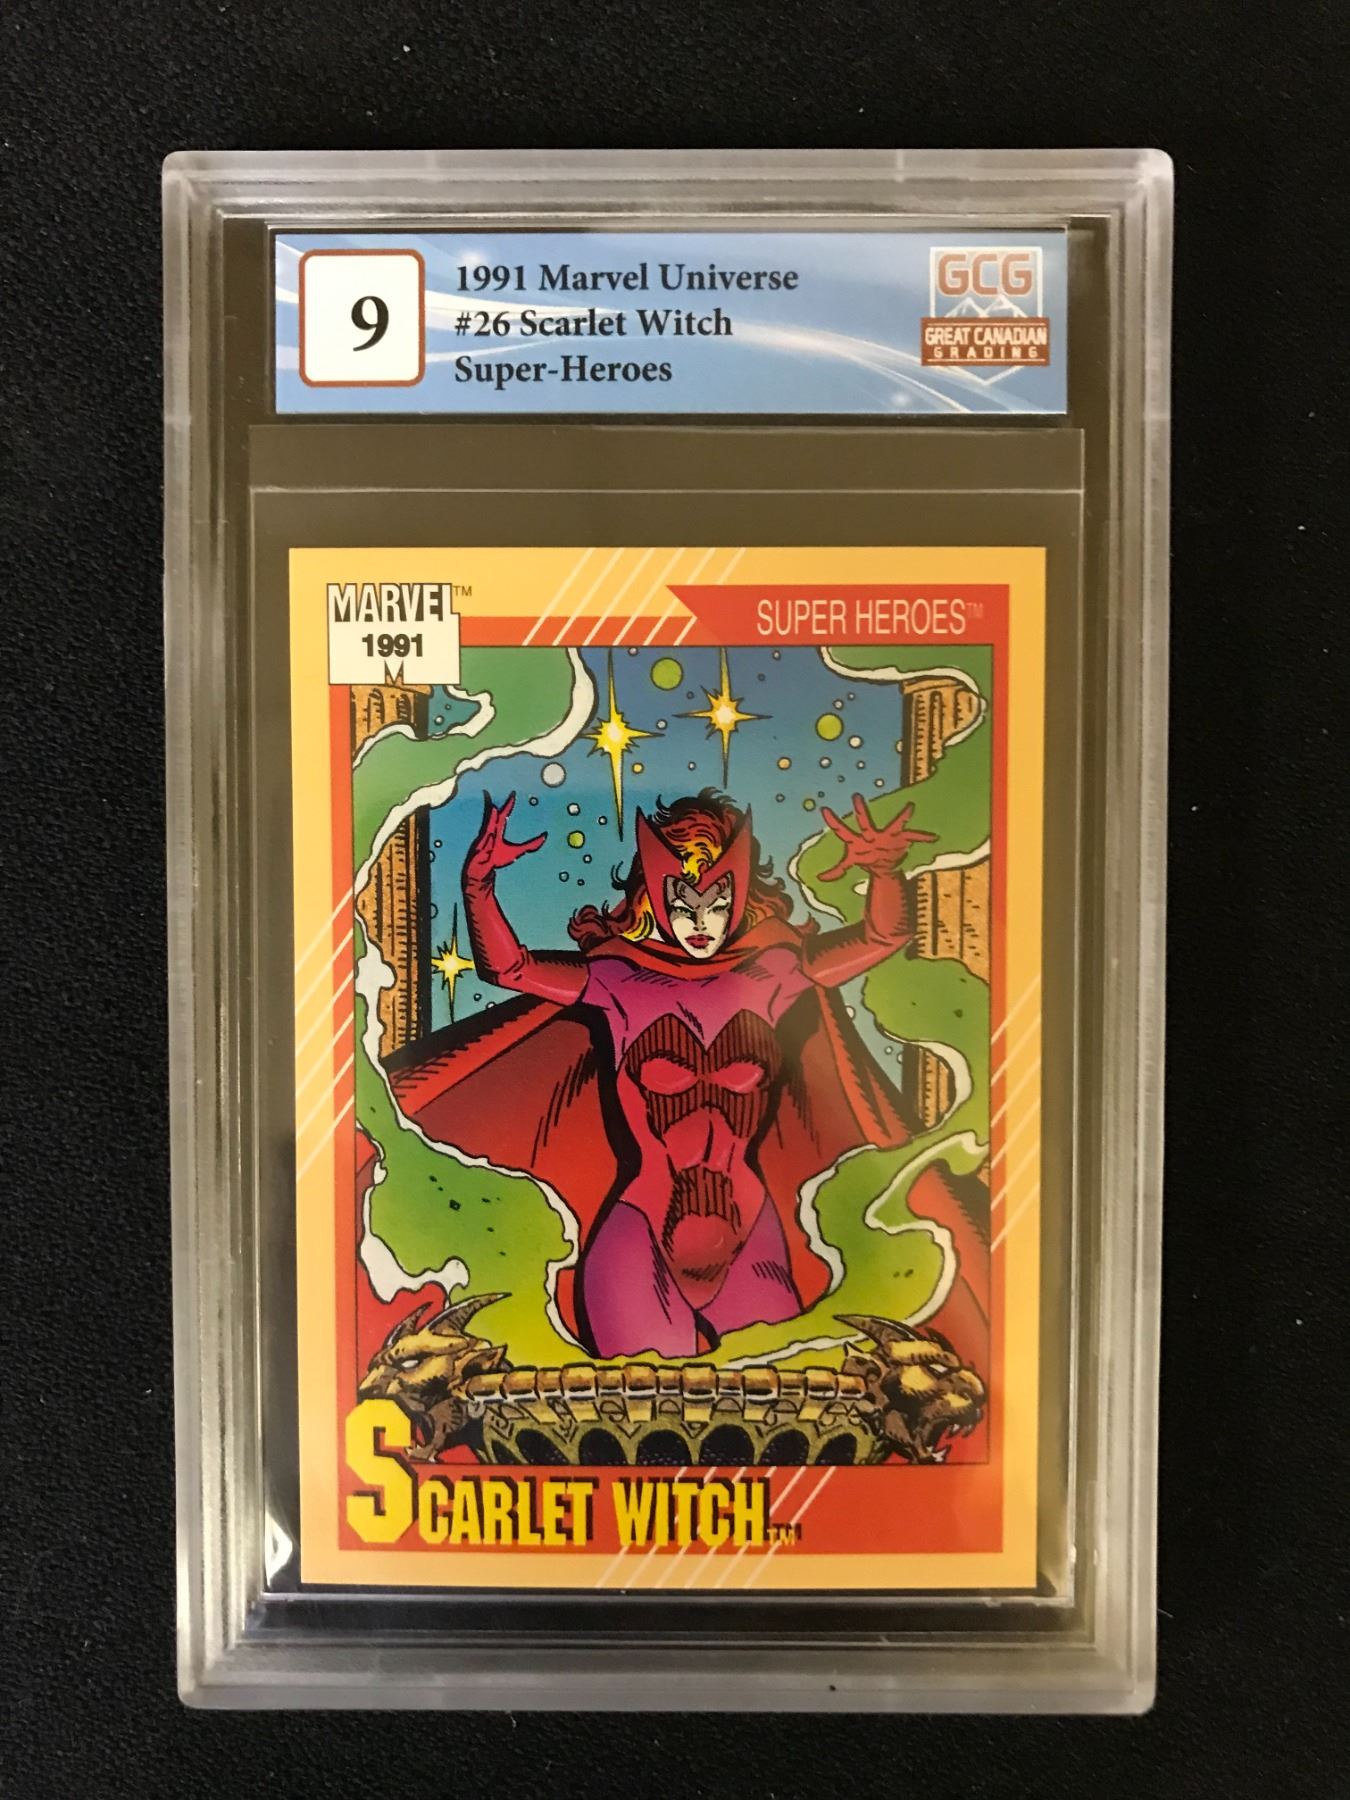 9
1991 Marvel Universe
#26 Scarlet Witch
Super-Heroes
GCG
GREAT CANADIAN
GRADING
MARVEL™
1991
M
SUPER HEROES™
SCARLET WITCH™